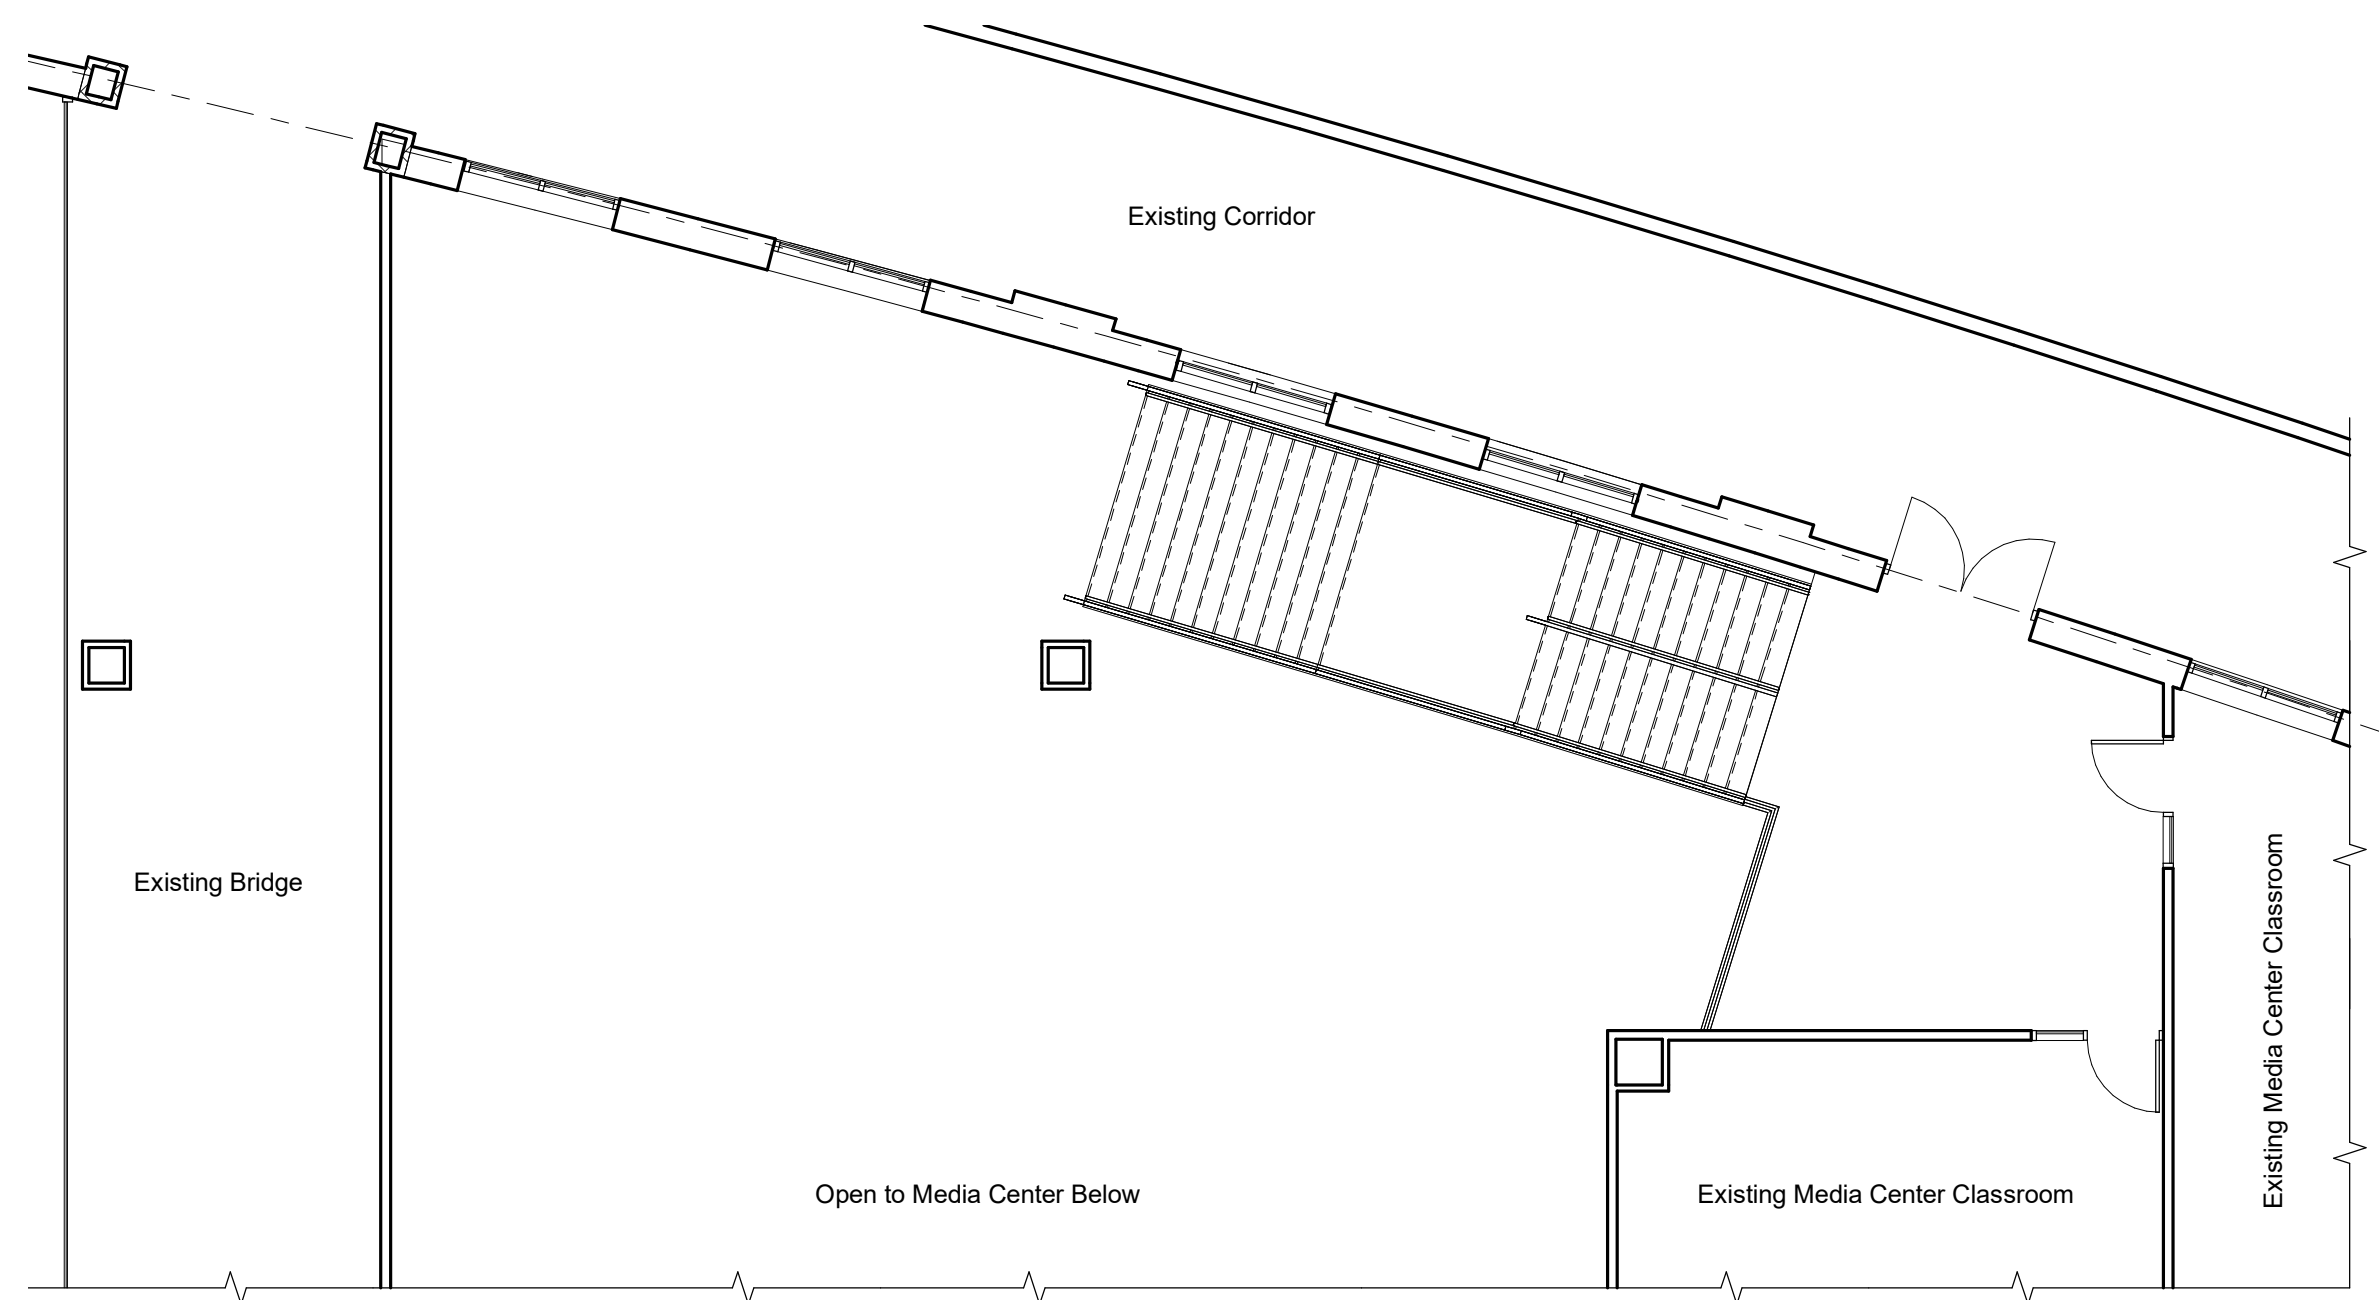 Existing Corridor
Existing Bridge
Existing Media Center Classroom
Open to Media Center Below
Existing Media Center Classroom